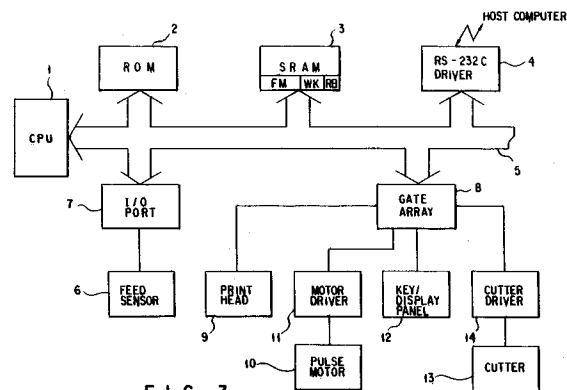 HOST COMPUTER
2
3
1
ROM
SRAM
FM WK RB
RS-232C
DRIVER
4
CPU
5
7
I/O
PORT
GATE
ARRAY
8
6
FEED
SENSOR
PRINT
HEAD
9
MOTOR
DRIVER
11
KEY/
DISPLAY
PANEL
12
CUTTER
DRIVER
14
10
PULSE
MOTOR
13
CUTTER